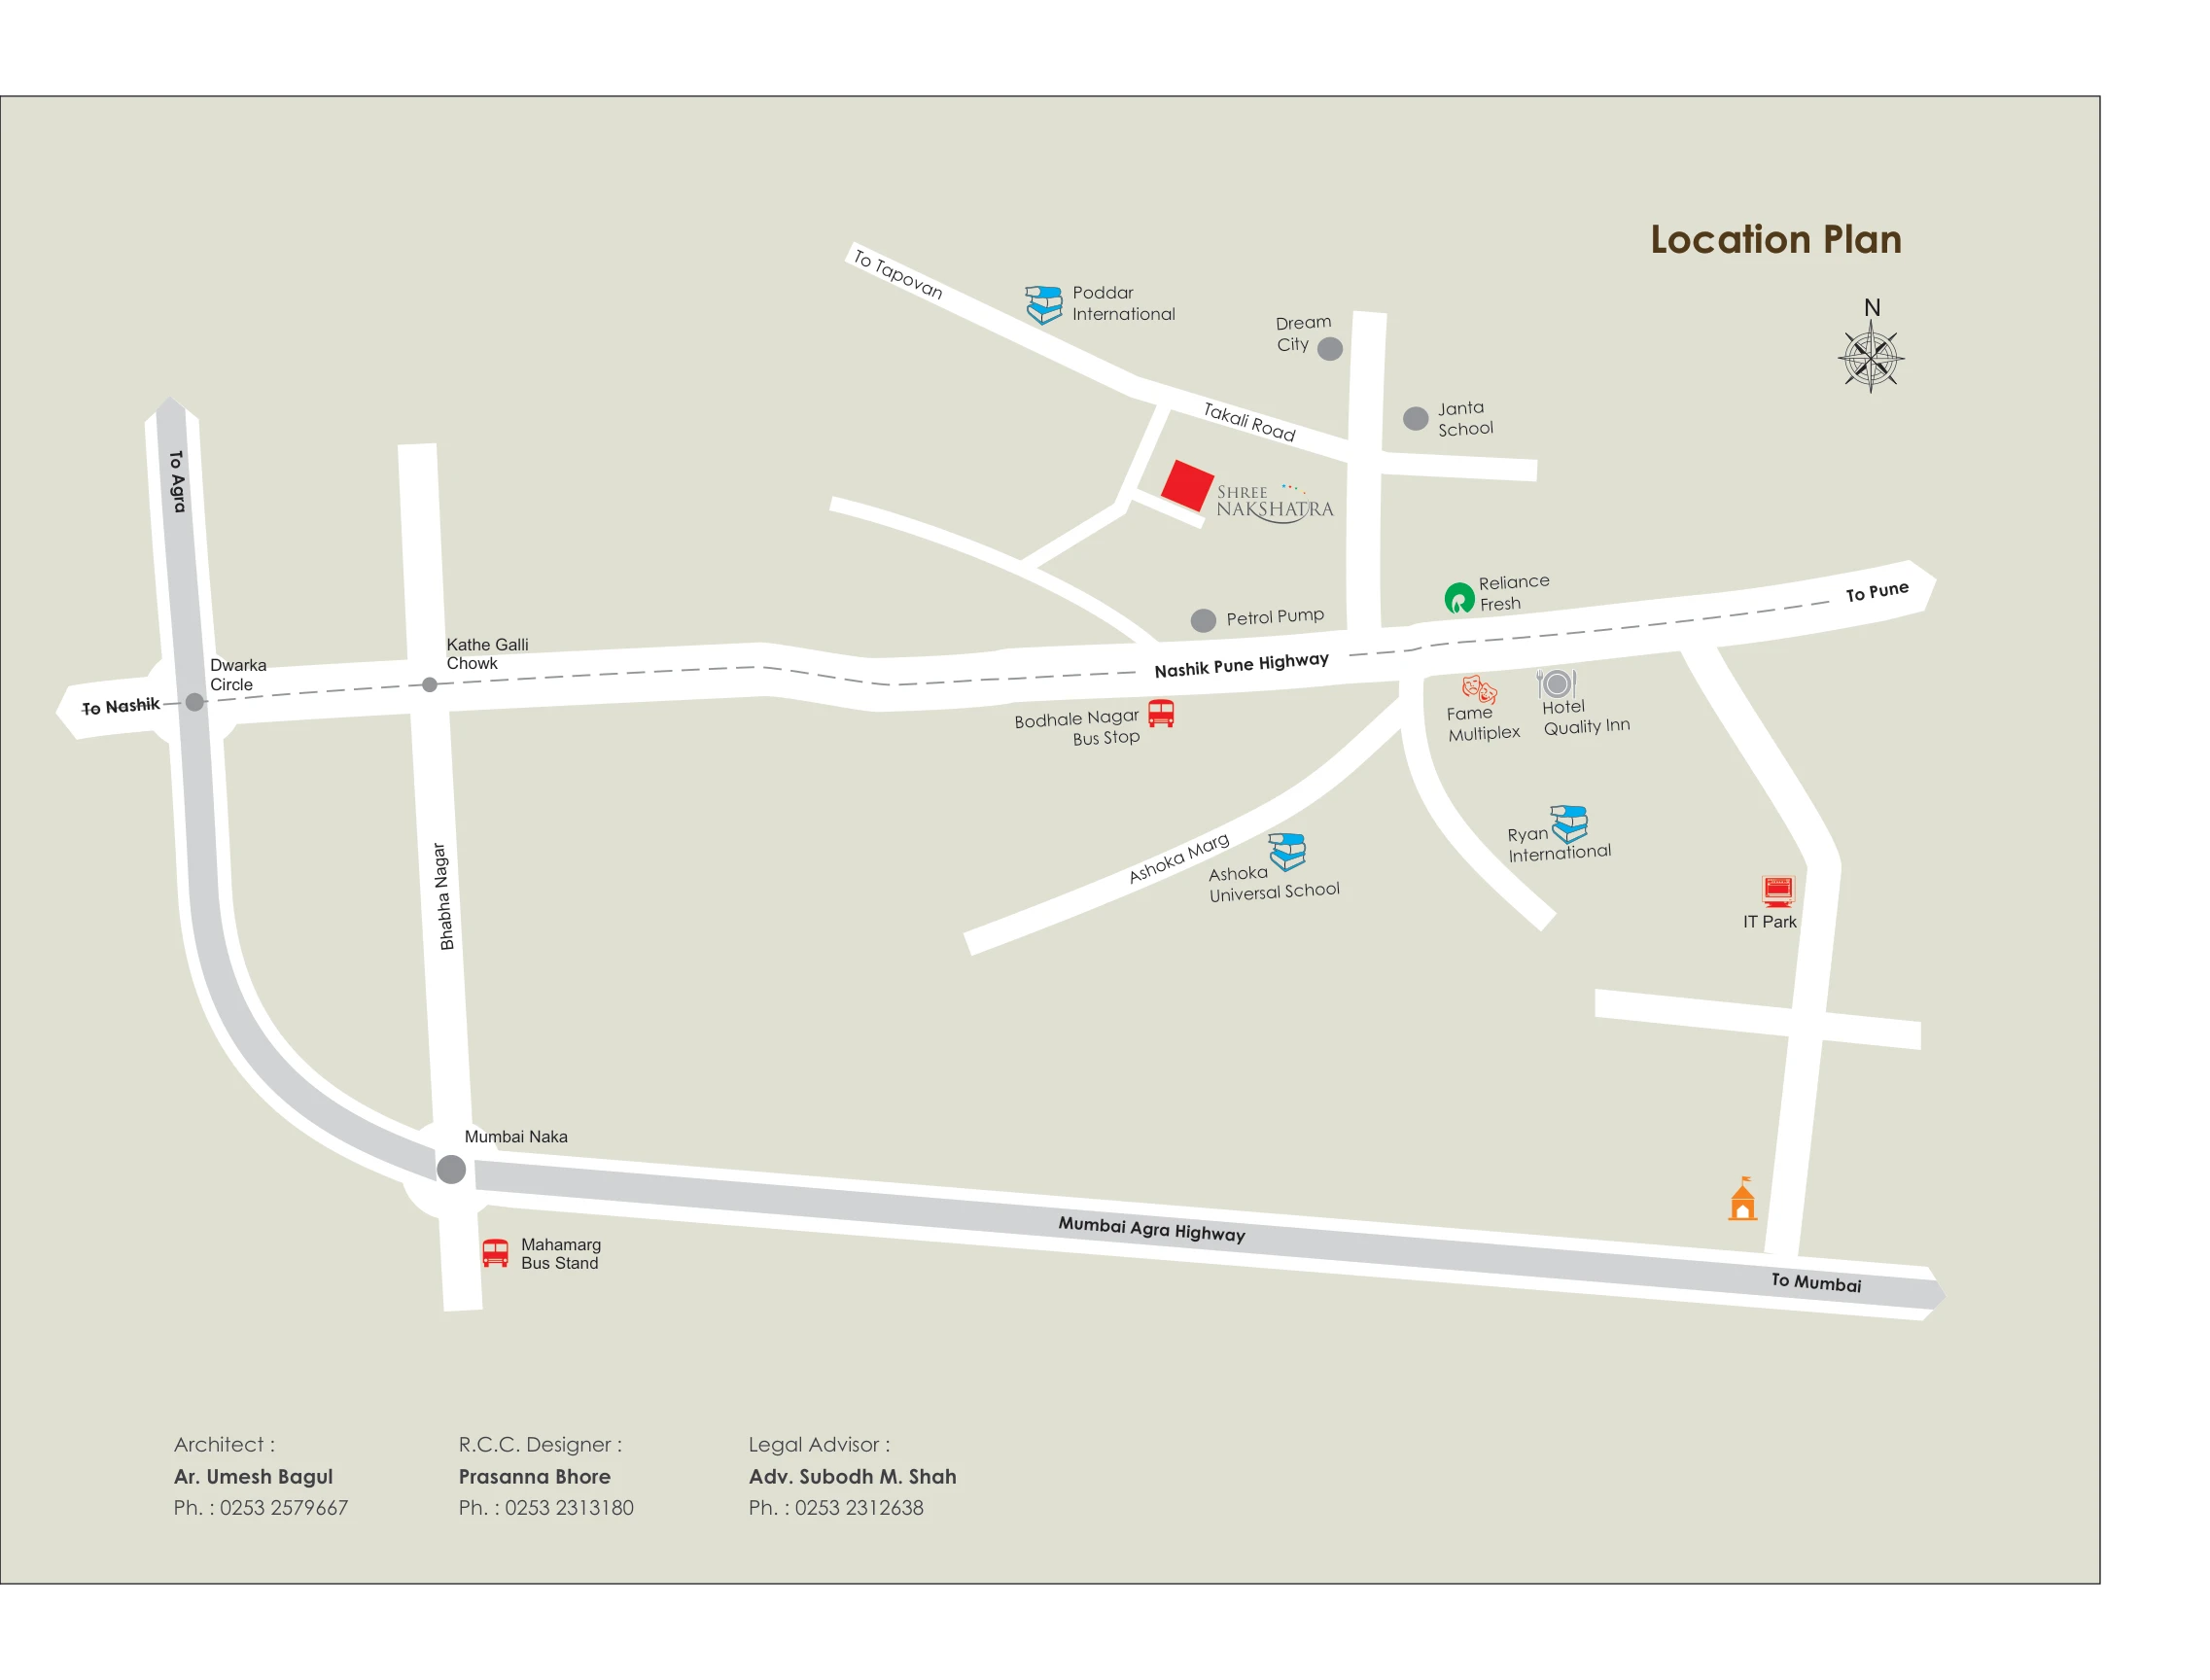 Location Plan
N
To Tapovan
Poddar
International
Dream
City
Janta
School
Takali Road
To Agra
SHREE
NAKSHATRA
Reliance
Fresh
To Pune
Petrol Pump
Kathe Galli
Chowk
Dwarka
Circle
Nashik Pune Highway
To Nashik
Bodhale Nagar
Bus Stop
Fame
Multiplex
Hotel
Quality Inn
Bhabha Nagar
Ashoka Marg
Ashoka
Universal School
Ryan
International
IT Park
Mumbai Naka
Mahamarg
Bus Stand
Mumbai Agra Highway
To Mumbai
Architect :
Ar. Umesh Bagul
Ph. : 0253 2579667
R.C.C. Designer :
Prasanna Bhore
Ph. : 0253 2313180
Legal Advisor :
Adv. Subodh M. Shah
Ph. : 0253 2312638